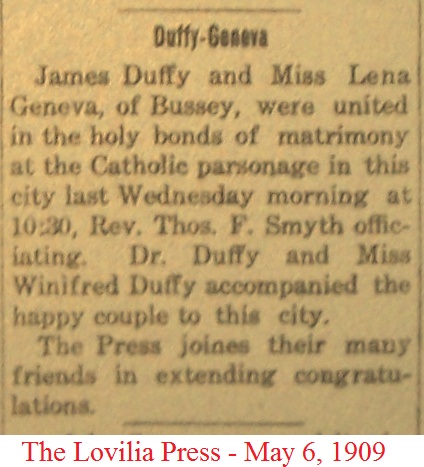 Duffy-Geneva
James Duffy and Miss Lena
Geneva, of Bussey, were united
in the holy bonds of matrimony
at the Catholic parsonage in this
city last Wednesday morning at
10:30, Rev. Thos. F. Smyth offic-
iating. Dr. Duffy and Miss
Winifred Duffy accompanied the
happy couple to this city.
The Press joines their many
friends in extending congratu-
lations.
The Lovilia Press - May 6, 1909